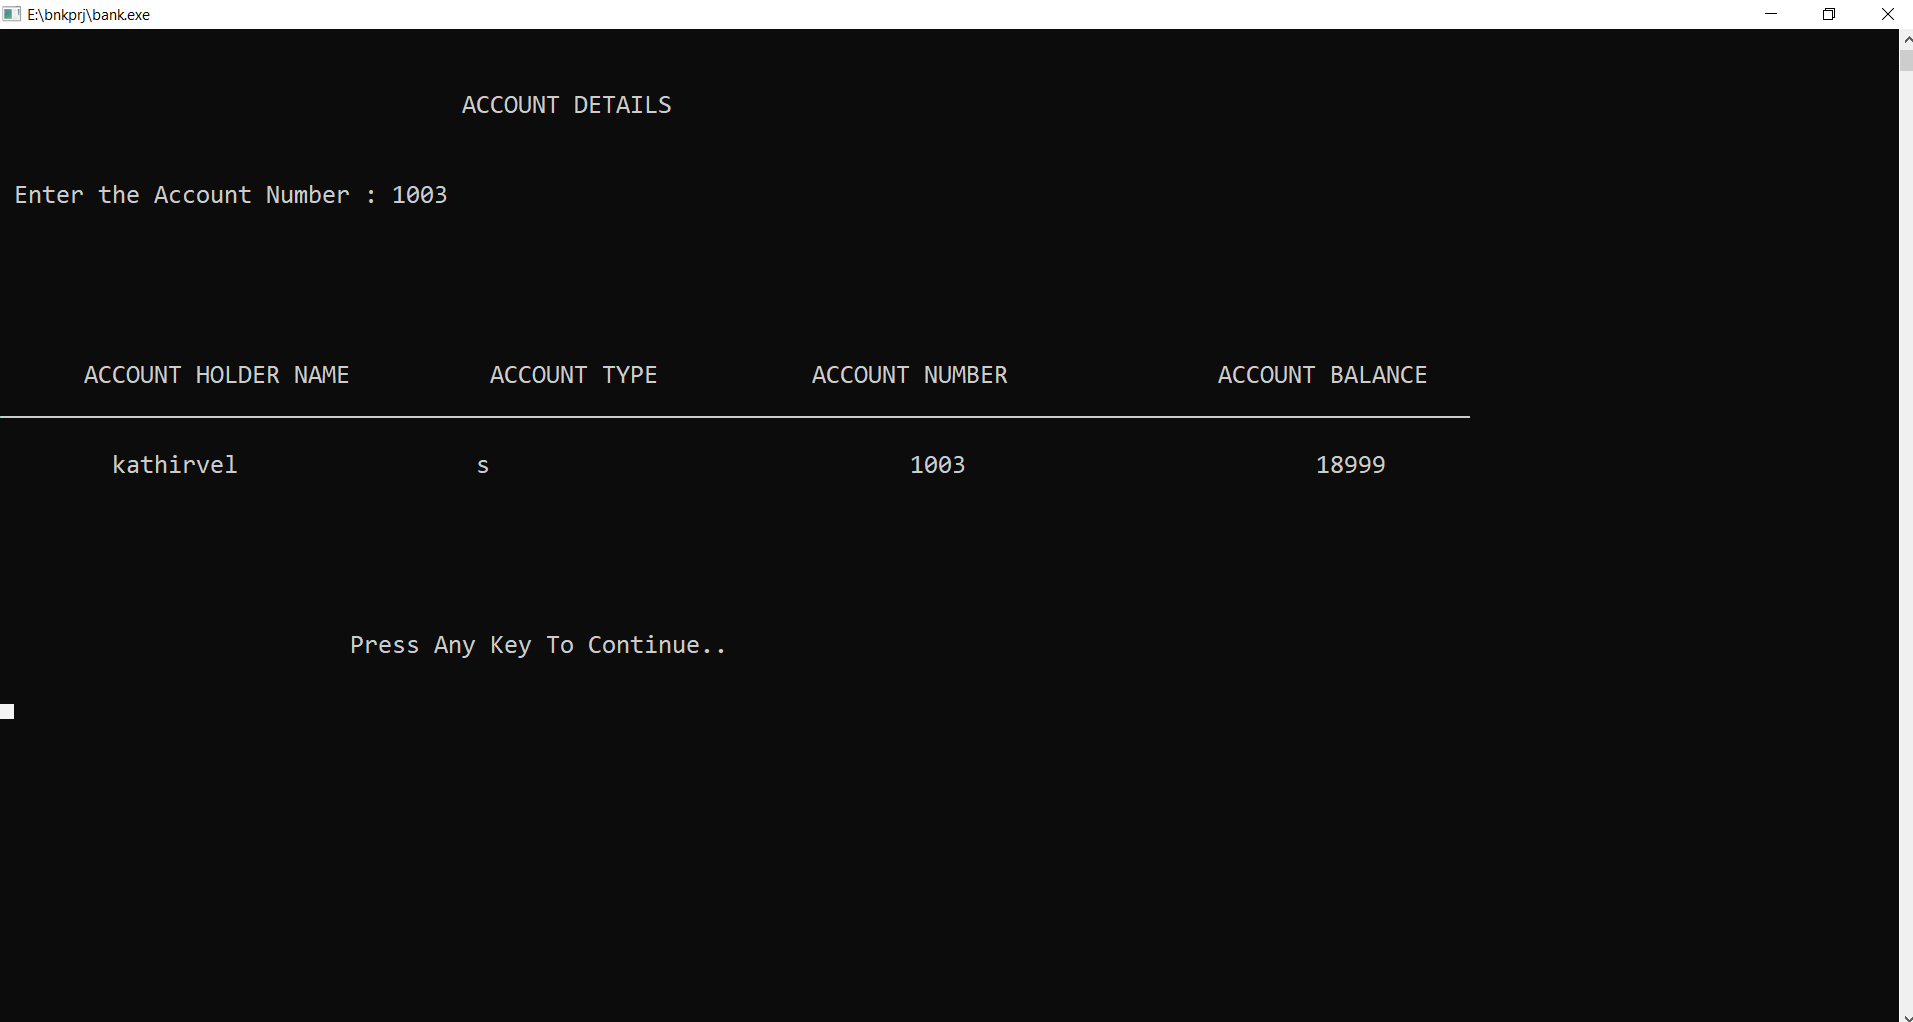 E:\bnkprj\bank.exe
ACCOUNT DETAILS
Enter the Account Number : 1003
ACCOUNT HOLDER NAME ACCOUNT TYPE ACCOUNT NUMBER ACCOUNT BALANCE
kathirvel s 1003 18999
Press Any Key To Continue..